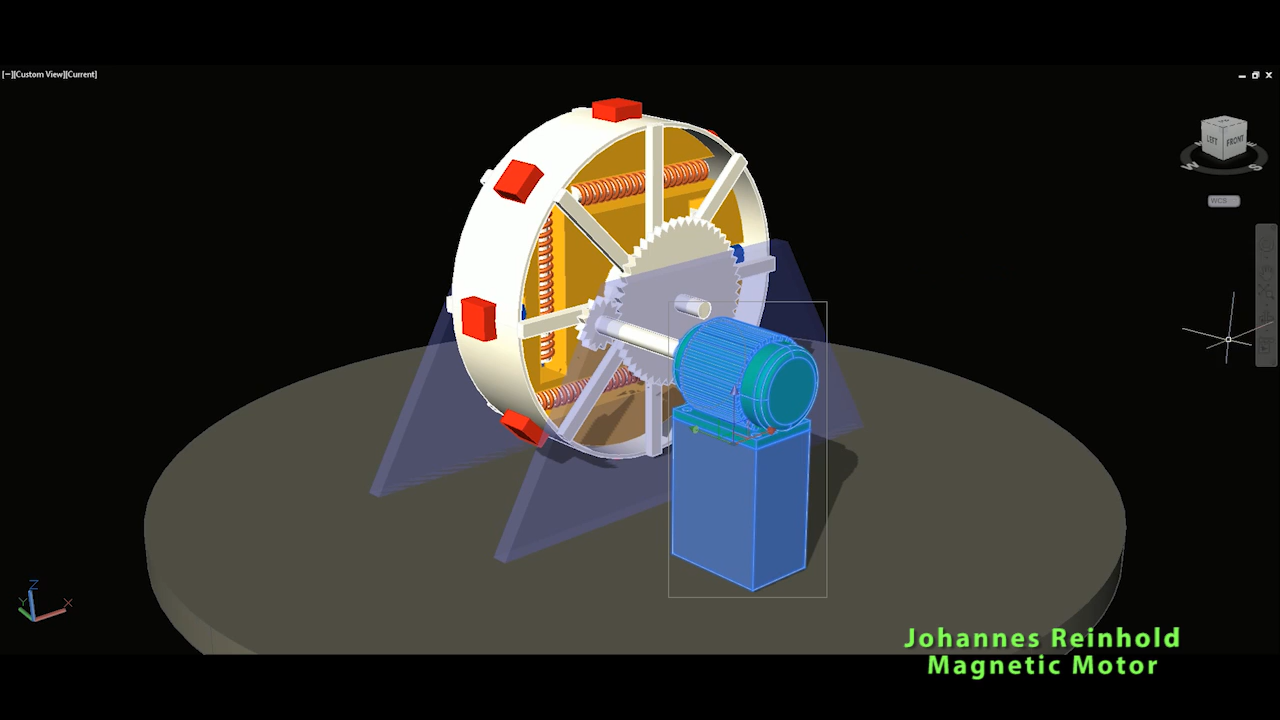 [−][Custom View][Current]
LEFT
FRONT
W
S
WCS
Z
Y
X
Johannes Reinhold
Magnetic Motor